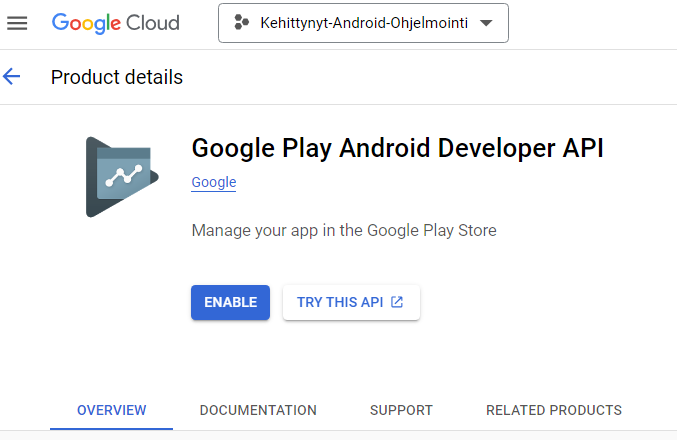 Google Cloud
Kehittynyt-Android-Ohjelmointi
Product details
Google Play Android Developer API
Google
Manage your app in the Google Play Store
ENABLE
TRY THIS API
OVERVIEW
DOCUMENTATION
SUPPORT
RELATED PRODUCTS